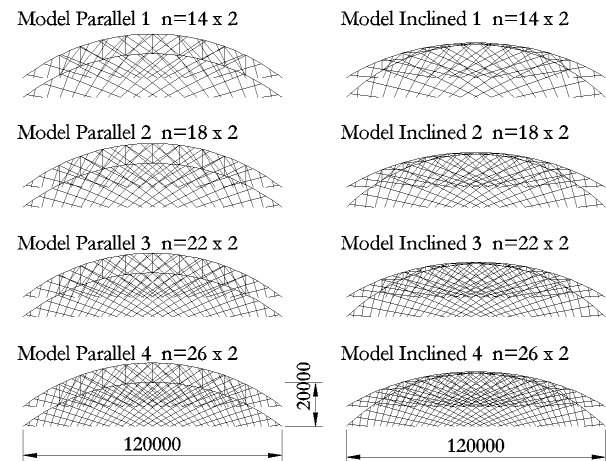 Model Parallel 1 n=14 x 2
Model Inclined 1 n=14 x 2
Model Parallel 2 n=18 x 2
Model Inclined 2 n=18 x 2
Model Parallel 3 n=22 x 2
Model Inclined 3 n=22 x 2
Model Parallel 4 n=26 x 2
Model Inclined 4 n=26 x 2
20000
120000
120000